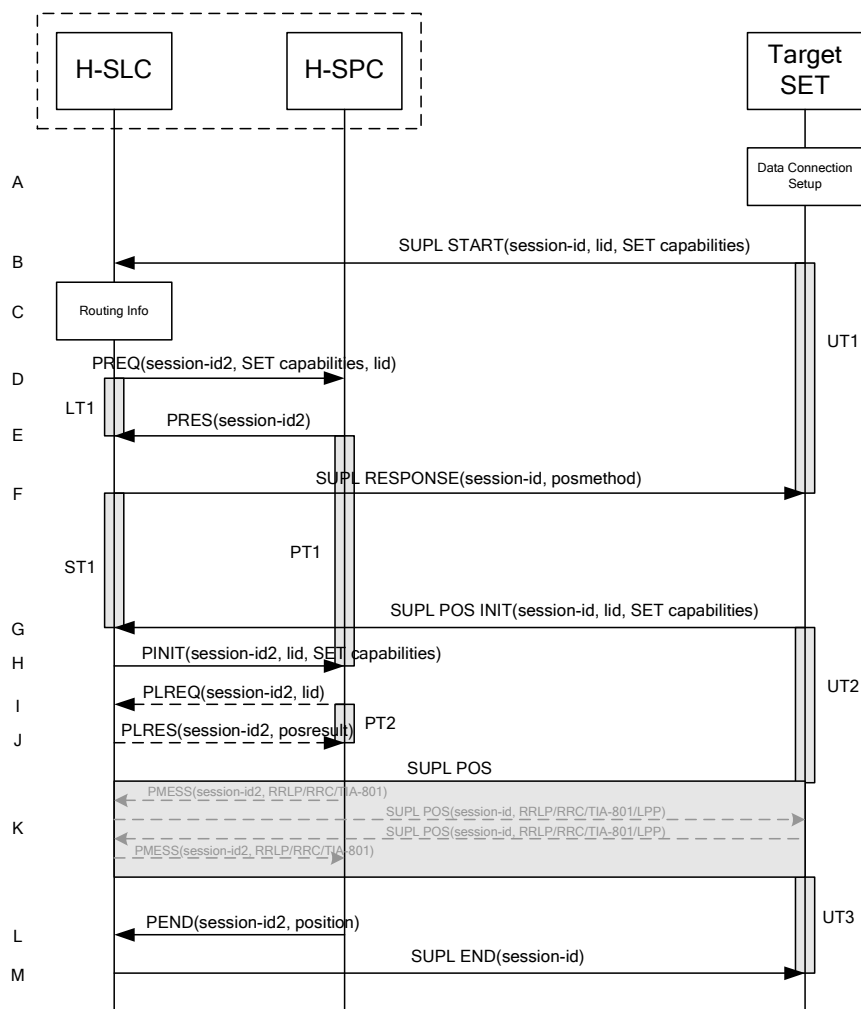 H-SLC
H-SPC
Target
SET
A
Data Connection
Setup
B
SUPL START(session-id, lid, SET capabilities)
C
Routing Info
UT1
D
PREQ(session-id2, SET capabilities, lid)
LT1
E
PRES(session-id2)
F
SUPL RESPONSE(session-id, posmethod)
ST1
PT1
G
SUPL POS INIT(session-id, lid, SET capabilities)
H
PINIT(session-id2, lid, SET capabilities)
I
PLREQ(session-id2, lid)
UT2
J
PLRES(session-id2, posresult)
PT2
SUPL POS
PMESS(session-id2, RRLP/RRC/TIA-801)
SUPL POS(session-id, RRLP/RRC/TIA-801/LPP)
K
SUPL POS(session-id, RRLP/RRC/TIA-801/LPP)
PMESS(session-id2, RRLP/RRC/TIA-801)
UT3
L
PEND(session-id2, position)
M
SUPL END(session-id)